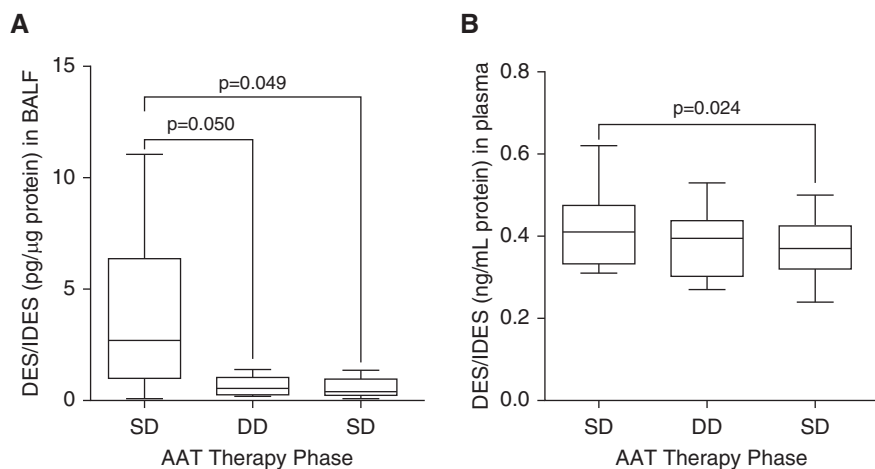 A
DES/IDES (pg/μg protein) in BALF
15
10
5
0
p=0.049
p=0.050
SD DD SD
AAT Therapy Phase
B
DES/IDES (ng/mL protein) in plasma
0.8
0.6
0.4
0.2
0.0
p=0.024
SD DD SD
AAT Therapy Phase